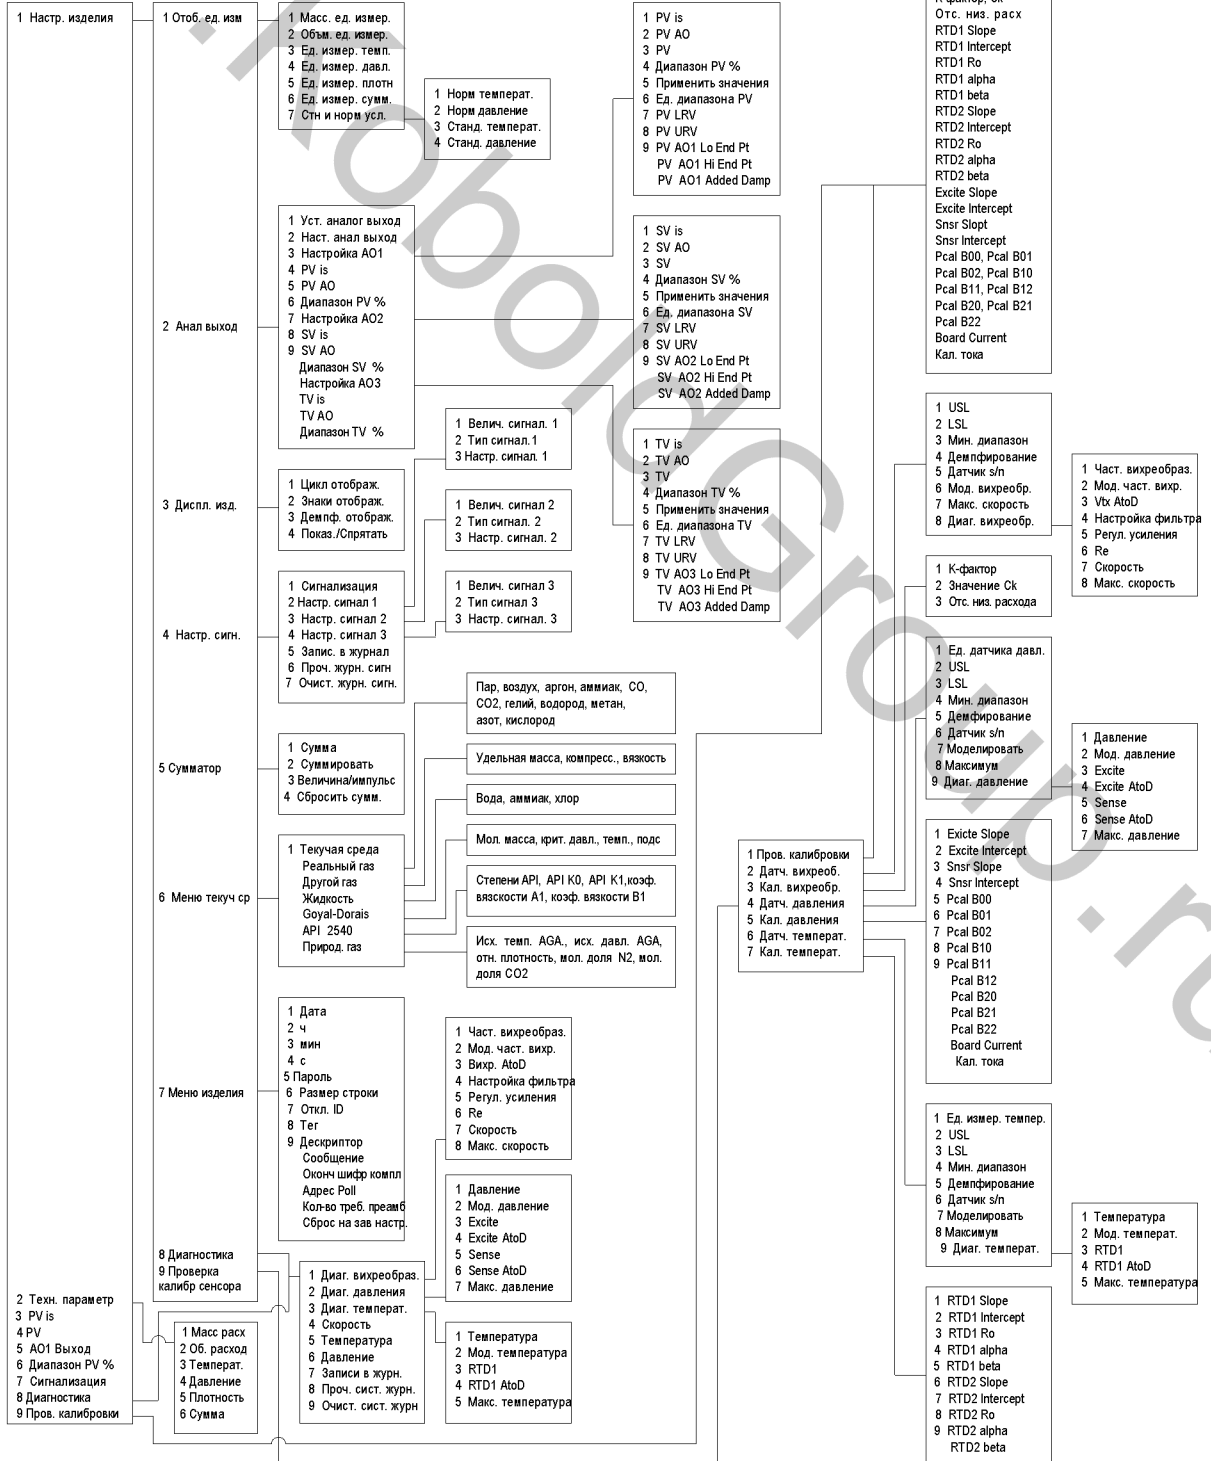 1 Настр. изделия
2 Техн. параметр
3 PV is
4 PV
5 АО1 Выход
6 Диапазон PV %
7 Сигнализация
8 Диагностика
9 Пров. калибровки
1 Отоб. ед. изм
2 Анал выход
3 Диспл. изд.
4 Настр. сигн.
5 Сумматор
6 Меню текуч ср
7 Меню изделия
8 Диагностика
9 Проверка
калибр сенсора
1 Масс расх
2 Об. расход
3 Температ.
4 Давление
5 Плотность
6 Сумма
1 Масс. ед. измер.
2 Объм. ед. измер.
3 Ед. измер. темп.
4 Ед. измер. давл.
5 Ед. измер. плотн
6 Ед. измер. сумм.
7 Стн и норм усл.
1 Норм температ.
2 Норм давление
3 Станд. температ.
4 Станд. давление
1 Уст. аналог выход
2 Наст. анал выход
3 Настройка АО1
4 PV is
5 PV AO
6 Диапазон PV %
7 Настройка АО2
8 SV is
9 SV AO
Диапазон SV %
Настройка АО3
TV is
TV AO
Диапазон TV %
1 Цикл отображ.
2 Знаки отображ.
3 Демпф. отображ.
4 Показ./Спрятать
1 Сигнализация
2 Настр. сигнал 1
3 Настр. сигнал 2
4 Настр. сигнал 3
5 Запис. в журнал
6 Проч. журн. сигн
7 Очист. журн. сигн.
1 Велич. сигнал. 1
2 Тип сигнал.1
3 Настр. сигнал. 1
1 Велич. сигнал 2
2 Тип сигнал. 2
3 Настр. сигнал. 2
1 Велич. сигнал 3
2 Тип сигнал 3
3 Настр. сигнал. 3
1 Сумма
2 Суммировать
3 Величина/импульс
4 Сбросить сумм.
1 Текучая среда
Реальный газ
Другой газ
Жидкость
Goyal-Dorais
API 2540
Природ. газ
Пар, воздух, аргон, аммиак, CO,
CO2, гелий, водород, метан,
азот, кислород
Удельная масса, компресс., вязкость
Вода, аммиак, хлор
Мол. масса, крит. давл., темп., подс
Степени API, API K0, API K1,коэф.
вязскости А1, коэф. вязкости В1
Исх. темп. AGA., исх. давл. AGA,
отн. плотность, мол. доля N2, мол.
доля CO2
1 Дата
2 ч
3 мин
4 с
5 Пароль
6 Размер строки
7 Откл. ID
8 Тег
9 Дескриптор
Сообщение
Оконч шифр компл
Адрес Poll
Кол-во треб. преамб
Сброс на зав настр.
1 Диаг. вихреобраз.
2 Диаг. давления
3 Диаг. температ.
4 Скорость
5 Температура
6 Давление
7 Записи в журн.
8 Проч. сист. журн.
9 Очист. сист. журн
1 Част. вихреобраз.
2 Мод. част. вихр.
3 Вихр. AtoD
4 Настройка фильтра
5 Регул. усиления
6 Re
7 Скорость
8 Макс. скорость
1 Давление
2 Мод. давление
3 Excite
4 Excite AtoD
5 Sense
6 Sense AtoD
7 Макс. давление
1 Температура
2 Мод. температура
3 RTD1
4 RTD1 AtoD
5 Макс. температура
1 PV is
2 PV AO
3 PV
4 Диапазон PV %
5 Применить значения
6 Ед. диапазона PV
7 PV LRV
8 PV URV
9 PV AO1 Lo End Pt
PV AO1 Hi End Pt
PV AO1 Added Damp
1 SV is
2 SV AO
3 SV
4 Диапазон SV %
5 Применить значения
6 Ед. диапазона SV
7 SV LRV
8 SV URV
9 SV AO2 Lo End Pt
SV AO2 Hi End Pt
SV AO2 Added Damp
1 TV is
2 TV AO
3 TV
4 Диапазон TV %
5 Применить значения
6 Ед. диапазона TV
7 TV LRV
8 TV URV
9 TV AO3 Lo End Pt
TV AO3 Hi End Pt
TV AO3 Added Damp
1 Пров. калибровки
2 Датч. вихреоб.
3 Кал. вихреобр.
4 Датч. давления
5 Кал. давления
6 Датч. температ.
7 Кал. температ.
Отс. низ. расх
RTD1 Slope
RTD1 Intercept
RTD1 Ro
RTD1 alpha
RTD1 beta
RTD2 Slope
RTD2 Intercept
RTD2 Ro
RTD2 alpha
RTD2 beta
Excite Slope
Excite Intercept
Snsr Slopt
Snsr Intercept
Pcal B00, Pcal B01
Pcal B02, Pcal B10
Pcal B11, Pcal B12
Pcal B20, Pcal B21
Pcal B22
Board Current
Кал. тока
1 USL
2 LSL
3 Мин. диапазон
4 Демпфирование
5 Датчик s/n
6 Мод. вихреобр.
7 Макс. скорость
8 Диаг. вихреобр.
1 Част. вихреобраз.
2 Мод. част. вихр.
3 Vtx AtoD
4 Настройка фильтра
5 Регул. усиления
6 Re
7 Скорость
8 Макс. скорость
1 К-фактор
2 Значение Ck
3 Отс. низ. расхода
1 Ед. датчика давл.
2 USL
3 LSL
4 Мин. диапазон
5 Демфирование
6 Датчик s/n
7 Моделировать
8 Максимум
9 Диаг. давление
1 Давление
2 Мод. давление
3 Excite
4 Excite AtoD
5 Sense
6 Sense AtoD
7 Макс. давление
1 Exicte Slope
2 Excite Intercept
3 Snsr Slope
4 Snsr Intercept
5 Pcal B00
6 Pcal B01
7 Pcal B02
8 Pcal B10
9 Pcal B11
Pcal B12
Pcal B20
Pcal B21
Pcal B22
Board Current
Кал. тока
1 Ед. измер. темпер.
2 USL
3 LSL
4 Мин. диапазон
5 Демпфирование
6 Датчик s/n
7 Моделировать
8 Максимум
9 Диаг. температ.
1 Температура
2 Мод. температ.
3 RTD1
4 RTD1 AtoD
5 Макс. температура
1 RTD1 Slope
2 RTD1 Intercept
3 RTD1 Ro
4 RTD1 alpha
5 RTD1 beta
6 RTD2 Slope
7 RTD2 Intercept
8 RTD2 Ro
9 RTD2 alpha
RTD2 beta
.KoboldGroup.ru